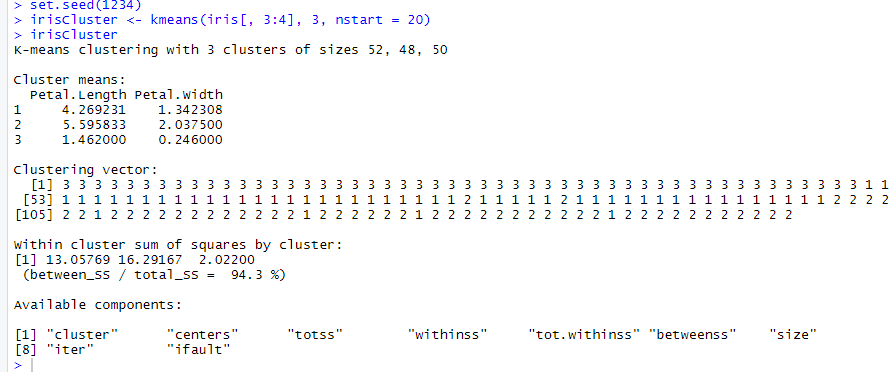 > set.seed(1234)
> irisCluster <- kmeans(iris[, 3:4], 3, nstart = 20)
> irisCluster
K-means clustering with 3 clusters of sizes 52, 48, 50
Cluster means:
Petal.Length Petal.Width
1 4.269231 1.342308
2 5.595833 2.037500
3 1.462000 0.246000
Clustering vector:
[1] 3 3 3 3 3 3 3 3 3 3 3 3 3 3 3 3 3 3 3 3 3 3 3 3 3 3 3 3 3 3 3 3 3 3 3 3 3 3 3 3 3 3 3 3 3 3 3 3 3 3 1 1
[53] 1 1 1 1 1 1 1 1 1 1 1 1 1 1 1 1 1 1 1 1 1 1 1 1 1 2 1 1 1 1 1 2 1 1 1 1 1 1 1 1 1 1 1 1 1 1 1 1 2 2 2 2
[105] 2 2 1 2 2 2 2 2 2 2 2 2 2 2 2 1 2 2 2 2 2 2 1 2 2 2 2 2 2 2 2 2 2 2 1 2 2 2 2 2 2 2 2 2 2 2
Within cluster sum of squares by cluster:
[1] 13.05769 16.29167 2.02200
(between_SS / total_SS = 94.3 %)
Available components:
[1] "cluster" "centers" "totss" "withinss" "tot.withinss" "betweenss" "size"
[8] "iter" "ifault"
>